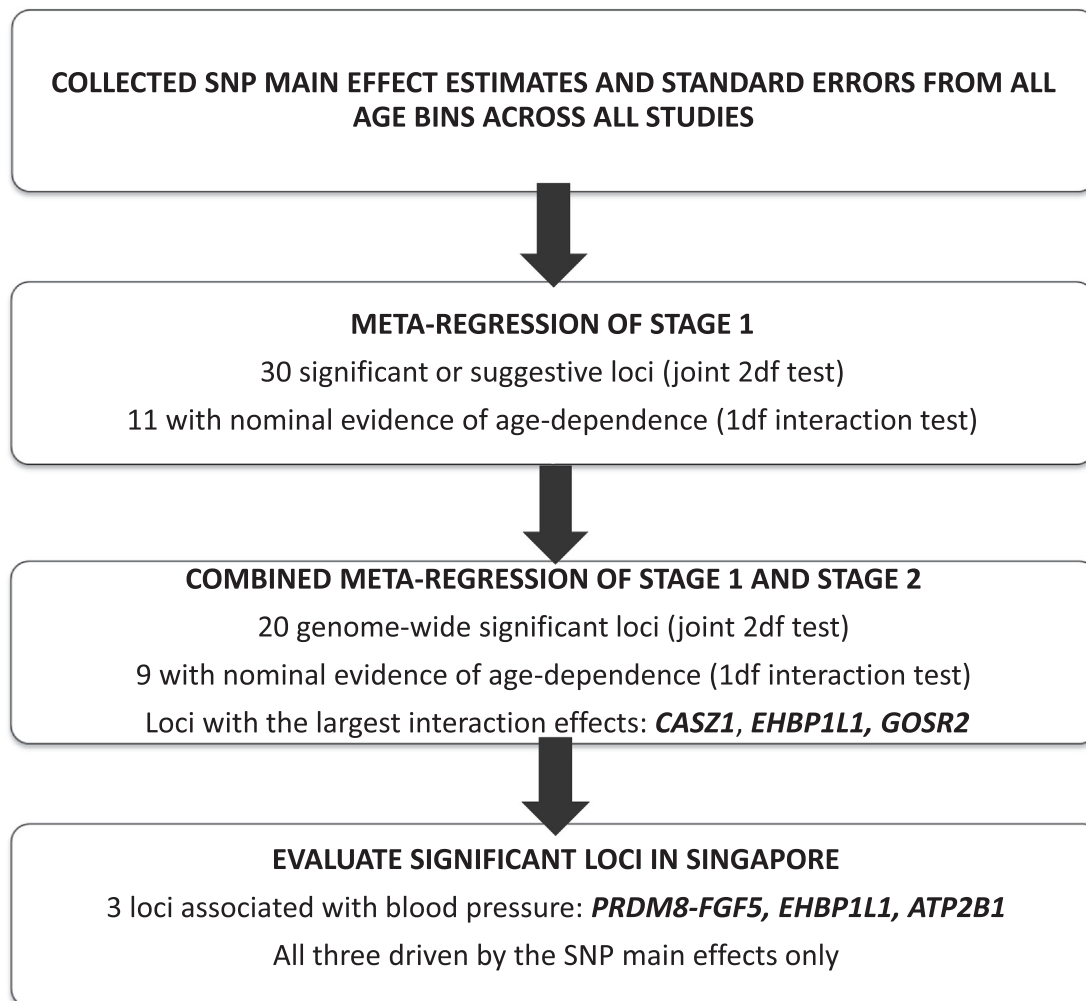 COLLECTED SNP MAIN EFFECT ESTIMATES AND STANDARD ERRORS FROM ALL
AGE BINS ACROSS ALL STUDIES
META-REGRESSION OF STAGE 1
30 significant or suggestive loci (joint 2df test)
11 with nominal evidence of age-dependence (1df interaction test)
COMBINED META-REGRESSION OF STAGE 1 AND STAGE 2
20 genome-wide significant loci (joint 2df test)
9 with nominal evidence of age-dependence (1df interaction test)
Loci with the largest interaction effects: CASZ1, EHBP1L1, GOSR2
EVALUATE SIGNIFICANT LOCI IN SINGAPORE
3 loci associated with blood pressure: PRDM8-FGF5, EHBP1L1, ATP2B1
All three driven by the SNP main effects only